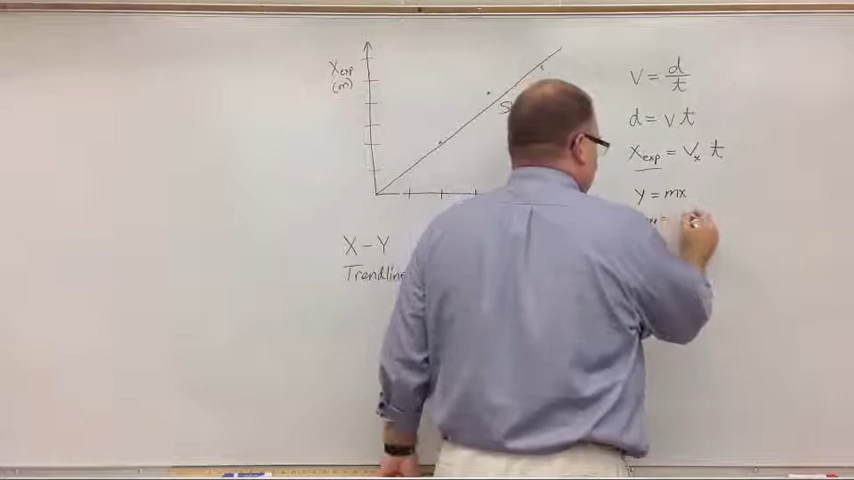 Xexp
(m)
S
X-Y
Trendline
V = d/t
d = v t
Xexp = Vx t
y = mx